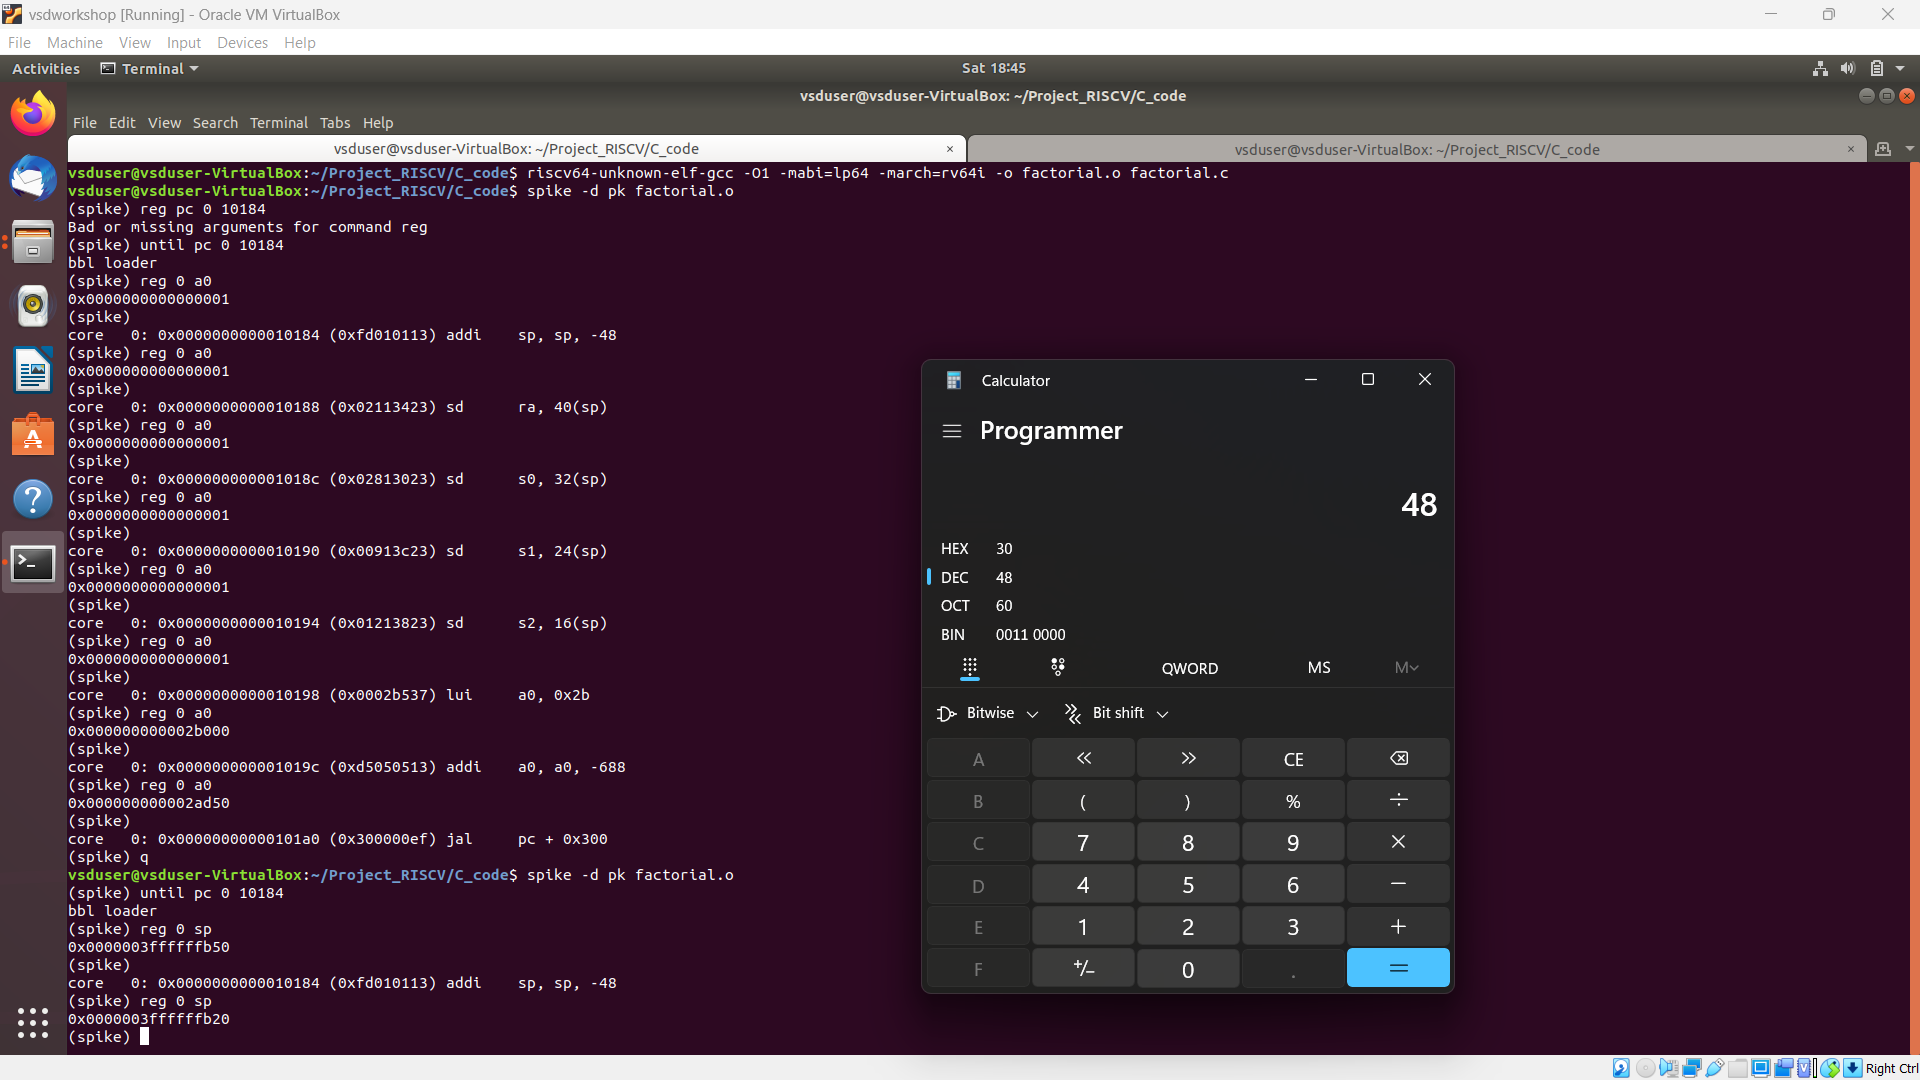 vsdworkshop [Running] - Oracle VM VirtualBox
File Machine View Input Devices Help
Activities Terminal Sat 18:45
vsduser@vsduser-VirtualBox: ~/Project_RISCV/C_code
File Edit View Search Terminal Tabs Help
vsduser@vsduser-VirtualBox: ~/Project_RISCV/C_code × vsduser@vsduser-VirtualBox: ~/Project_RISCV/C_code ×
vsduser@vsduser-VirtualBox:~/Project_RISCV/C_code$ riscv64-unknown-elf-gcc -O1 -mabi=lp64 -march=rv64i -o factorial.o factorial.c
vsduser@vsduser-VirtualBox:~/Project_RISCV/C_code$ spike -d pk factorial.o
(spike) reg pc 0 10184
Bad or missing arguments for command reg
(spike) until pc 0 10184
bbl loader
(spike) reg 0 a0
0x0000000000000001
(spike)
core   0: 0x0000000000010184 (0xfd010113) addi    sp, sp, -48
(spike) reg 0 a0
0x0000000000000001
(spike)
core   0: 0x0000000000010188 (0x02113423) sd      ra, 40(sp)
(spike) reg 0 a0
0x0000000000000001
(spike)
core   0: 0x000000000001018c (0x02813023) sd      s0, 32(sp)
(spike) reg 0 a0
0x0000000000000001
(spike)
core   0: 0x0000000000010190 (0x00913c23) sd      s1, 24(sp)
(spike) reg 0 a0
0x0000000000000001
(spike)
core   0: 0x0000000000010194 (0x01213823) sd      s2, 16(sp)
(spike) reg 0 a0
0x0000000000000001
(spike)
core   0: 0x0000000000010198 (0x0002b537) lui     a0, 0x2b
(spike) reg 0 a0
0x000000000002b000
(spike)
core   0: 0x000000000001019c (0xd5050513) addi    a0, a0, -688
(spike) reg 0 a0
0x000000000002ad50
(spike)
core   0: 0x00000000000101a0 (0x300000ef) jal     pc + 0x300
(spike) q
vsduser@vsduser-VirtualBox:~/Project_RISCV/C_code$ spike -d pk factorial.o
(spike) until pc 0 10184
bbl loader
(spike) reg 0 sp
0x0000003ffffffb50
(spike)
core   0: 0x0000000000010184 (0xfd010113) addi    sp, sp, -48
(spike) reg 0 sp
0x0000003ffffffb20
(spike)
Calculator
Programmer
48
HEX 30
DEC 48
OCT 60
BIN 0011 0000
QWORD MS M
Bitwise Bit shift
A << >> CE
B ( ) % ÷
C 7 8 9 ×
D 4 5 6 −
E 1 2 3 +
F +/− 0 . =
Right Ctrl